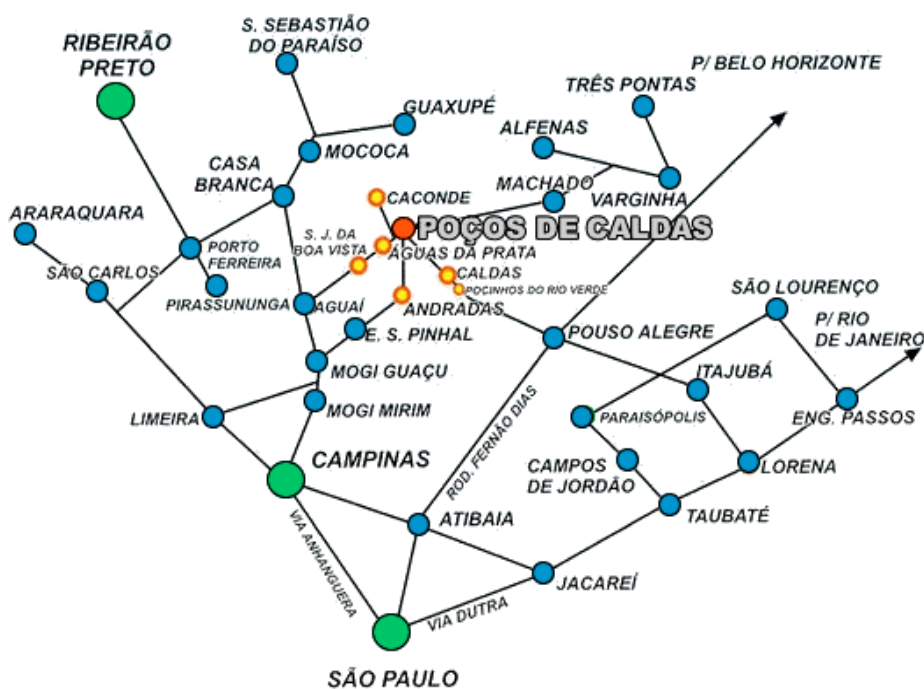 S. SEBASTIÃO
DO PARAÍSO
RIBEIRÃO
PRETO
P/ BELO HORIZONTE
TRÊS PONTAS
GUAXUPÉ
ALFENAS
MOCOCA
CASA
BRANCA
MACHADO
VARGINHA
CACONDE
ARARAQUARA
POÇOS DE CALDAS
S. J. DA
BOA VISTA
ÁGUAS DA PRATA
PORTO
FERREIRA
SÃO CARLOS
CALDAS
POCINHOS DO RIO VERDE
SÃO LOURENÇO
PIRASSUNUNGA
AGUAÍ
ANDRADAS
P/ RIO
DE JANEIRO
E. S. PINHAL
POUSO ALEGRE
MOGI GUAÇU
ITAJUBÁ
LIMEIRA
MOGI MIRIM
PARAISÓPOLIS
ENG. PASSOS
ROD. FERNÃO DIAS
CAMPINAS
CAMPOS
DE JORDÃO
LORENA
VIA ANHANGUERA
ATIBAIA
TAUBATÉ
JACAREÍ
VIA DUTRA
SÃO PAULO